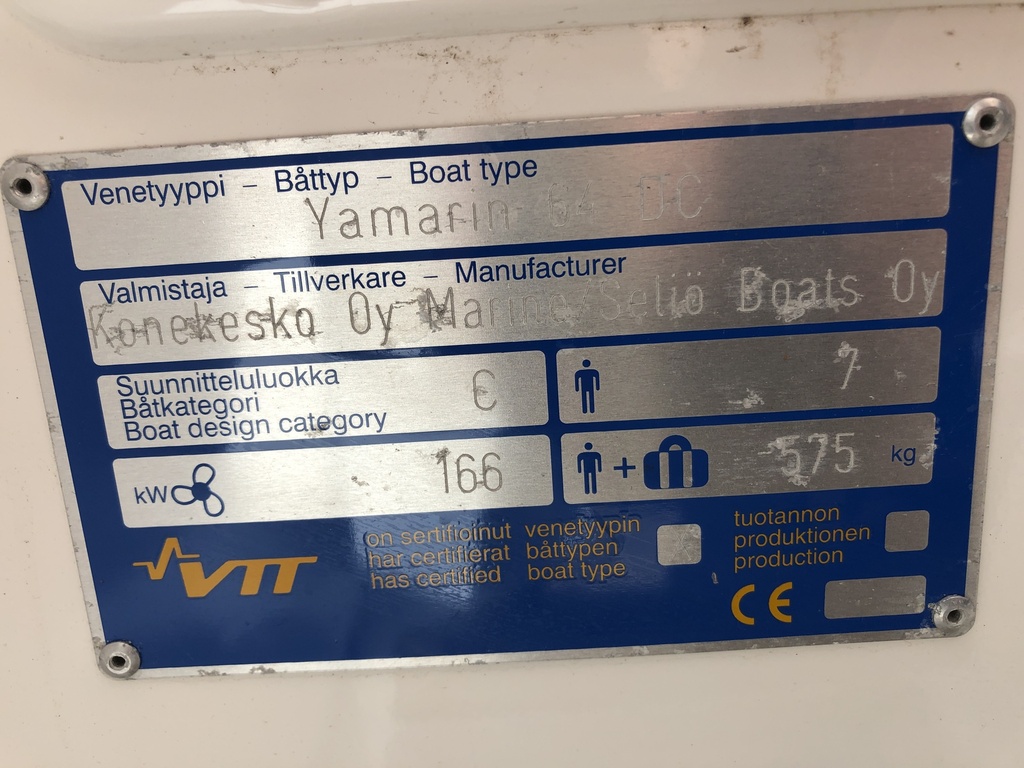 Venetyyppi – Båttyp – Boat type
Yamarin 64 DC
Valmistaja – Tillverkare – Manufacturer
Konekesko Oy Marine/Seliö Boats Oy
Suunnitteluluokka
Båtkategori
Boat design category
C
7
kW
166
+
575 kg
VTT
on sertifioinut venetyypin
har certifierat båttypen
has certified boat type
X
tuotannon
produktionen
production
CE